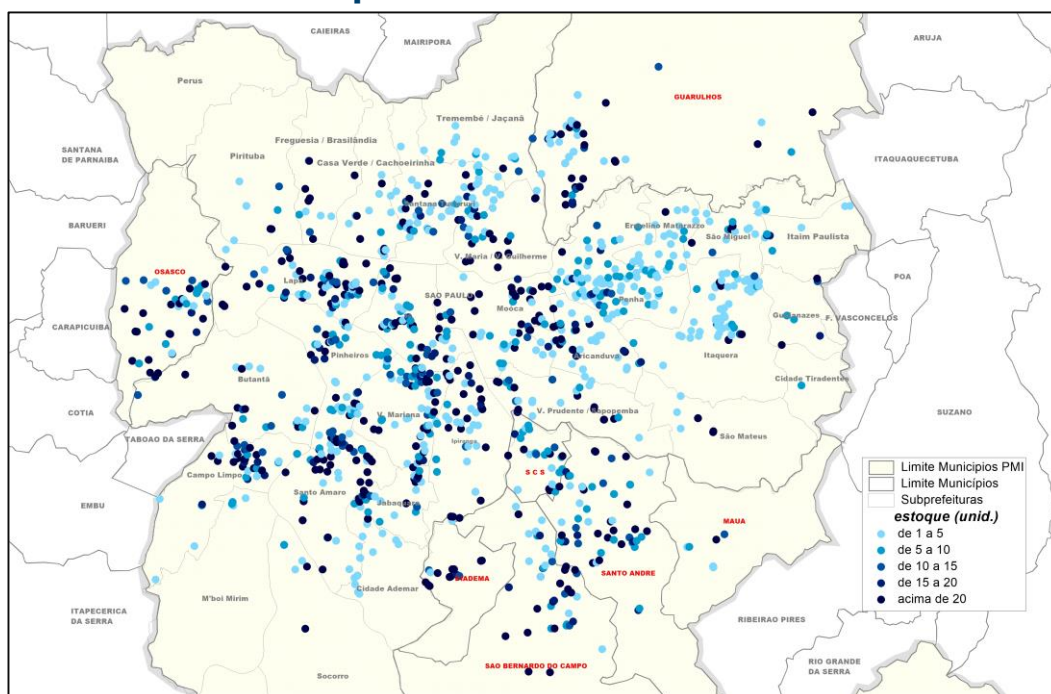 CAIEIRAS
MAIRIPORA
ARUJA
Perus
GUARULHOS
Tremembé / Jaçanã
Freguesia / Brasilândia
SANTANA
DE PARNAIBA
Pirituba
Casa Verde / Cachoeirinha
ITAQUAQUECETUBA
Ermelino Matarazzo
BARUERI
São Miguel
Itaim Paulista
V. Maria / V. Guilherme
OSASCO
POA
Lapa
SAO PAULO
Penha
Mooca
Guaianazes
F. VASCONCELOS
CARAPICUIBA
Pinheiros
Aricanduva
Itaquera
Butantã
Cidade Tiradentes
COTIA
V. Mariana
V. Prudente / Sapopemba
SUZANO
TABOAO DA SERRA
Ipiranga
São Mateus
Campo Limpo
S C S
Santo Amaro
Jabaquara
EMBU
MAUA
Limite Municipios PMI
Limite Municípios
Subprefeituras
estoque (unid.)
de 1 a 5
de 5 a 10
de 10 a 15
de 15 a 20
acima de 20
DIADEMA
SANTO ANDRE
Cidade Ademar
M'boi Mirim
ITAPECERICA
DA SERRA
RIBEIRAO PIRES
SAO BERNARDO DO CAMPO
RIO GRANDE
DA SERRA
Socorro